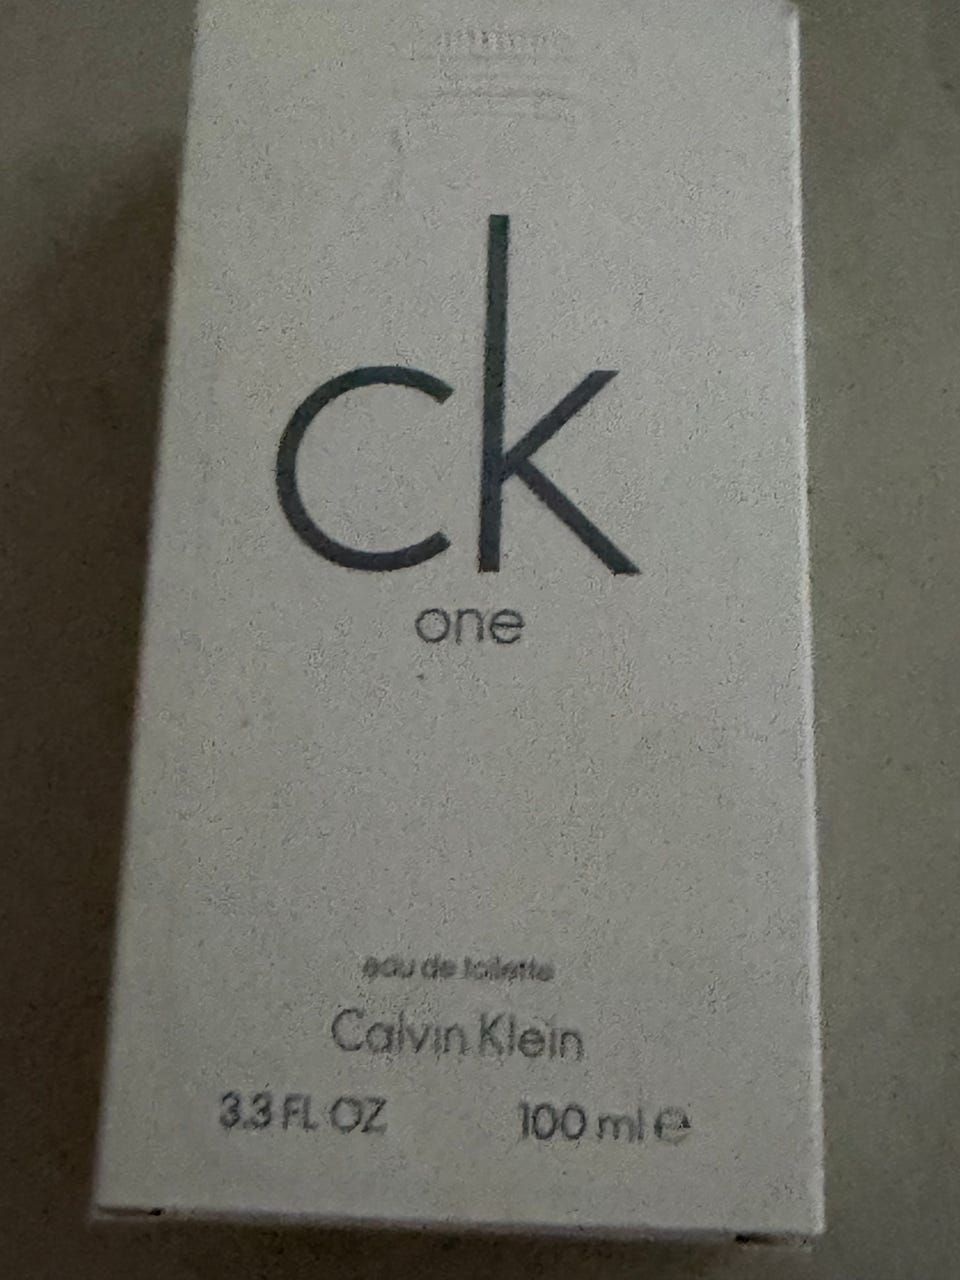 ck
one
eau de toilette
Calvin Klein
3.3 FL OZ 100 ml ℮